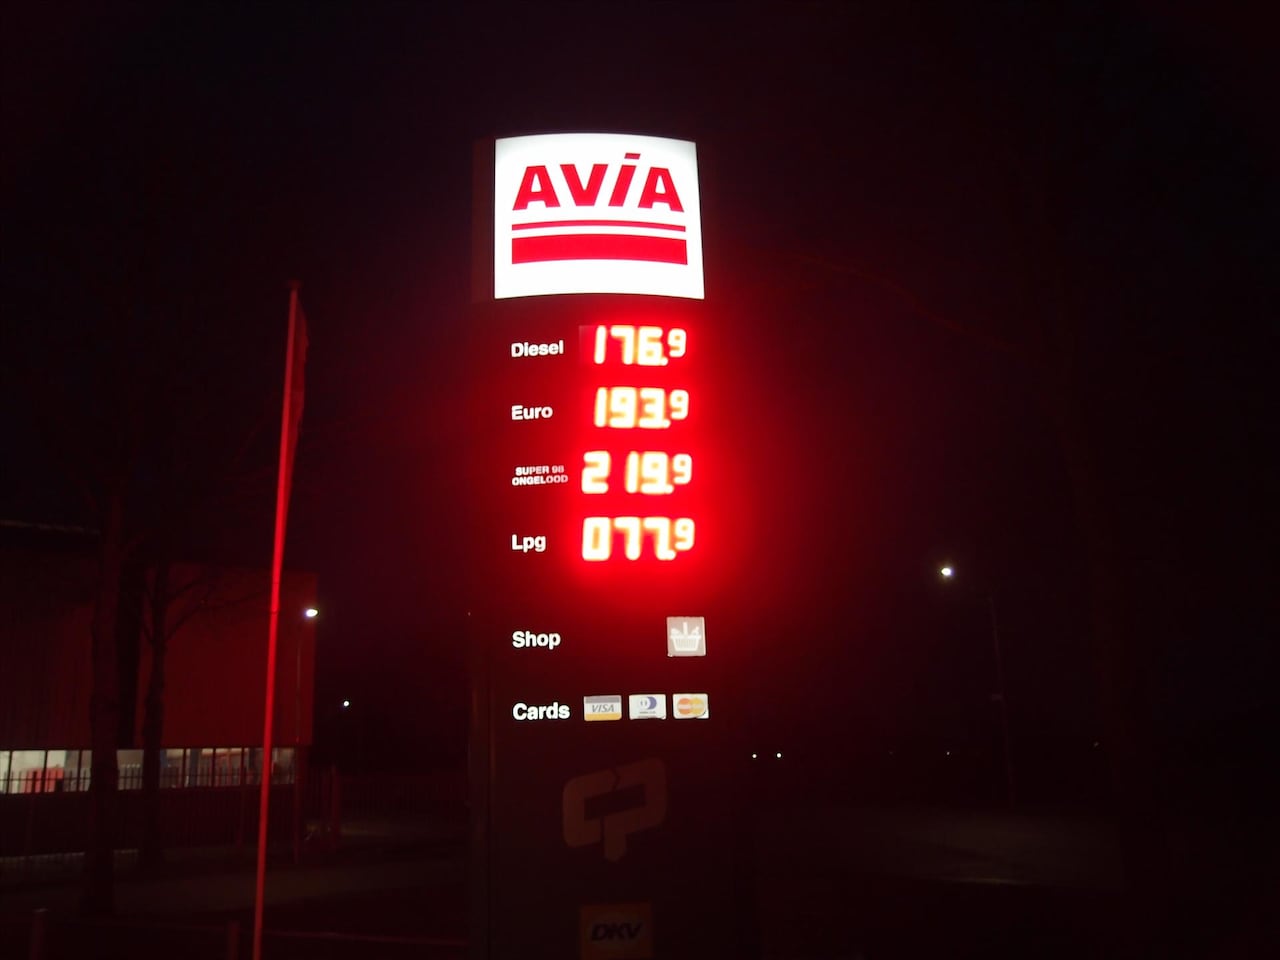 AViA
Diesel 176.9
Euro 193.9
SUPER 98
ONGELOOD 219.9
Lpg 077.9
Shop
Cards VISA
DKV